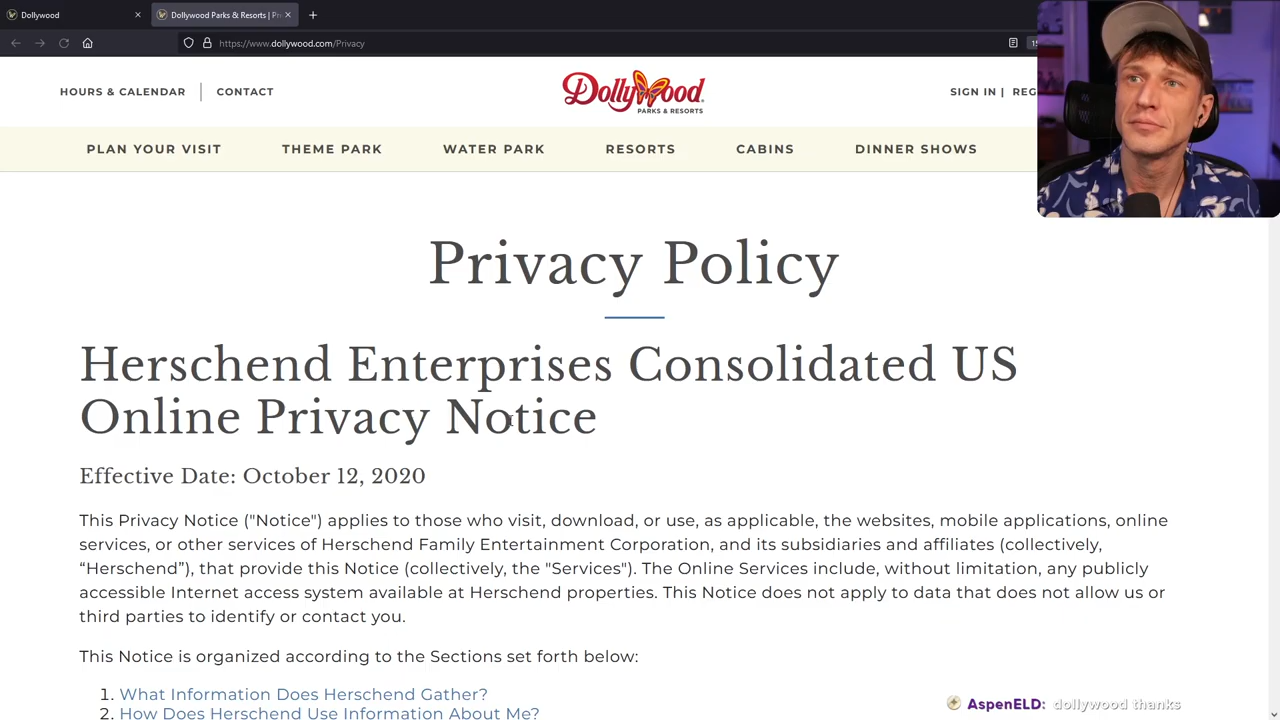 Dollywood
Dollywood Parks & Resorts | Pr
https://www.dollywood.com/Privacy
HOURS & CALENDAR
CONTACT
Dollywood
PARKS & RESORTS
SIGN IN | REG
PLAN YOUR VISIT
THEME PARK
WATER PARK
RESORTS
CABINS
DINNER SHOWS
Privacy Policy
Herschend Enterprises Consolidated US
Online Privacy Notice
Effective Date: October 12, 2020
This Privacy Notice ("Notice") applies to those who visit, download, or use, as applicable, the websites, mobile applications, online
services, or other services of Herschend Family Entertainment Corporation, and its subsidiaries and affiliates (collectively,
“Herschend”), that provide this Notice (collectively, the "Services"). The Online Services include, without limitation, any publicly
accessible Internet access system available at Herschend properties. This Notice does not apply to data that does not allow us or
third parties to identify or contact you.
This Notice is organized according to the Sections set forth below:
1. What Information Does Herschend Gather?
2. How Does Herschend Use Information About Me?
AspenELD: dollywood thanks